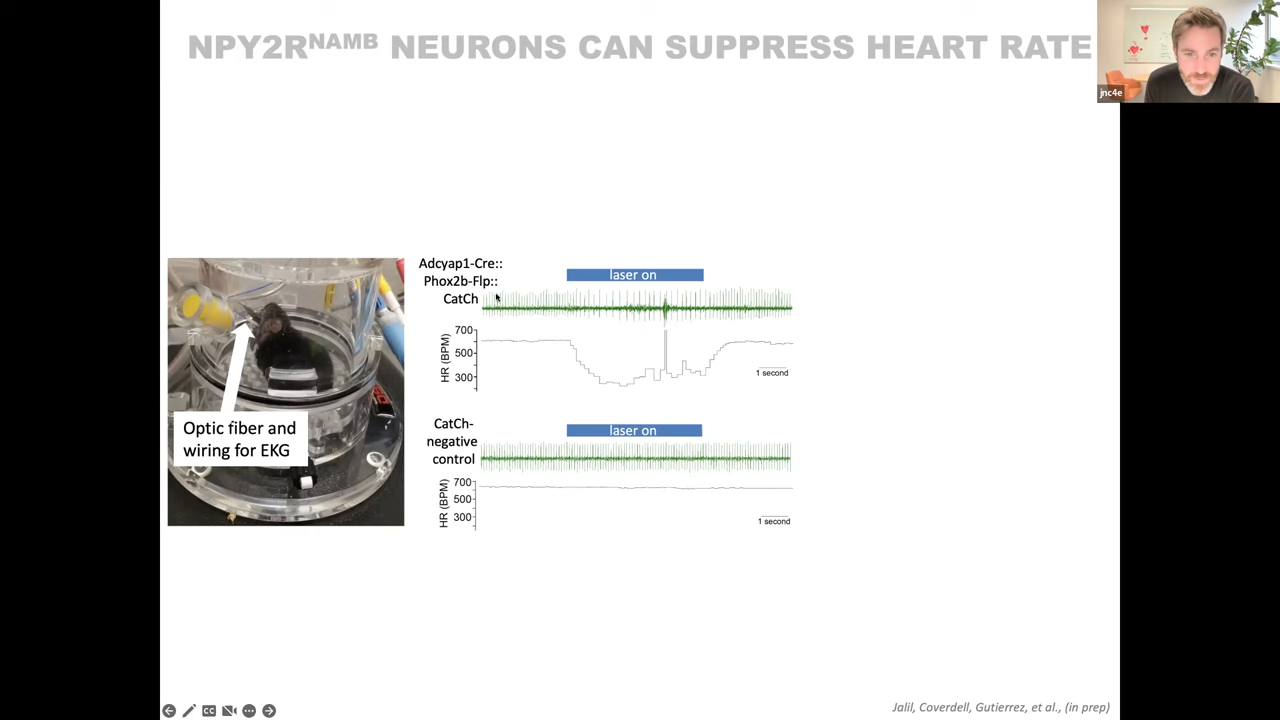 NPY2RNAMB NEURONS CAN SUPPRESS HEART RATE
jnc4e
Optic fiber and
wiring for EKG
Adcyap1-Cre::
Phox2b-Flp::
CatCh
laser on
700
500
300
HR (BPM)
1 second
CatCh-
negative
control
laser on
700
500
300
HR (BPM)
1 second
CC
Jalil, Coverdell, Gutierrez, et al., (in prep)